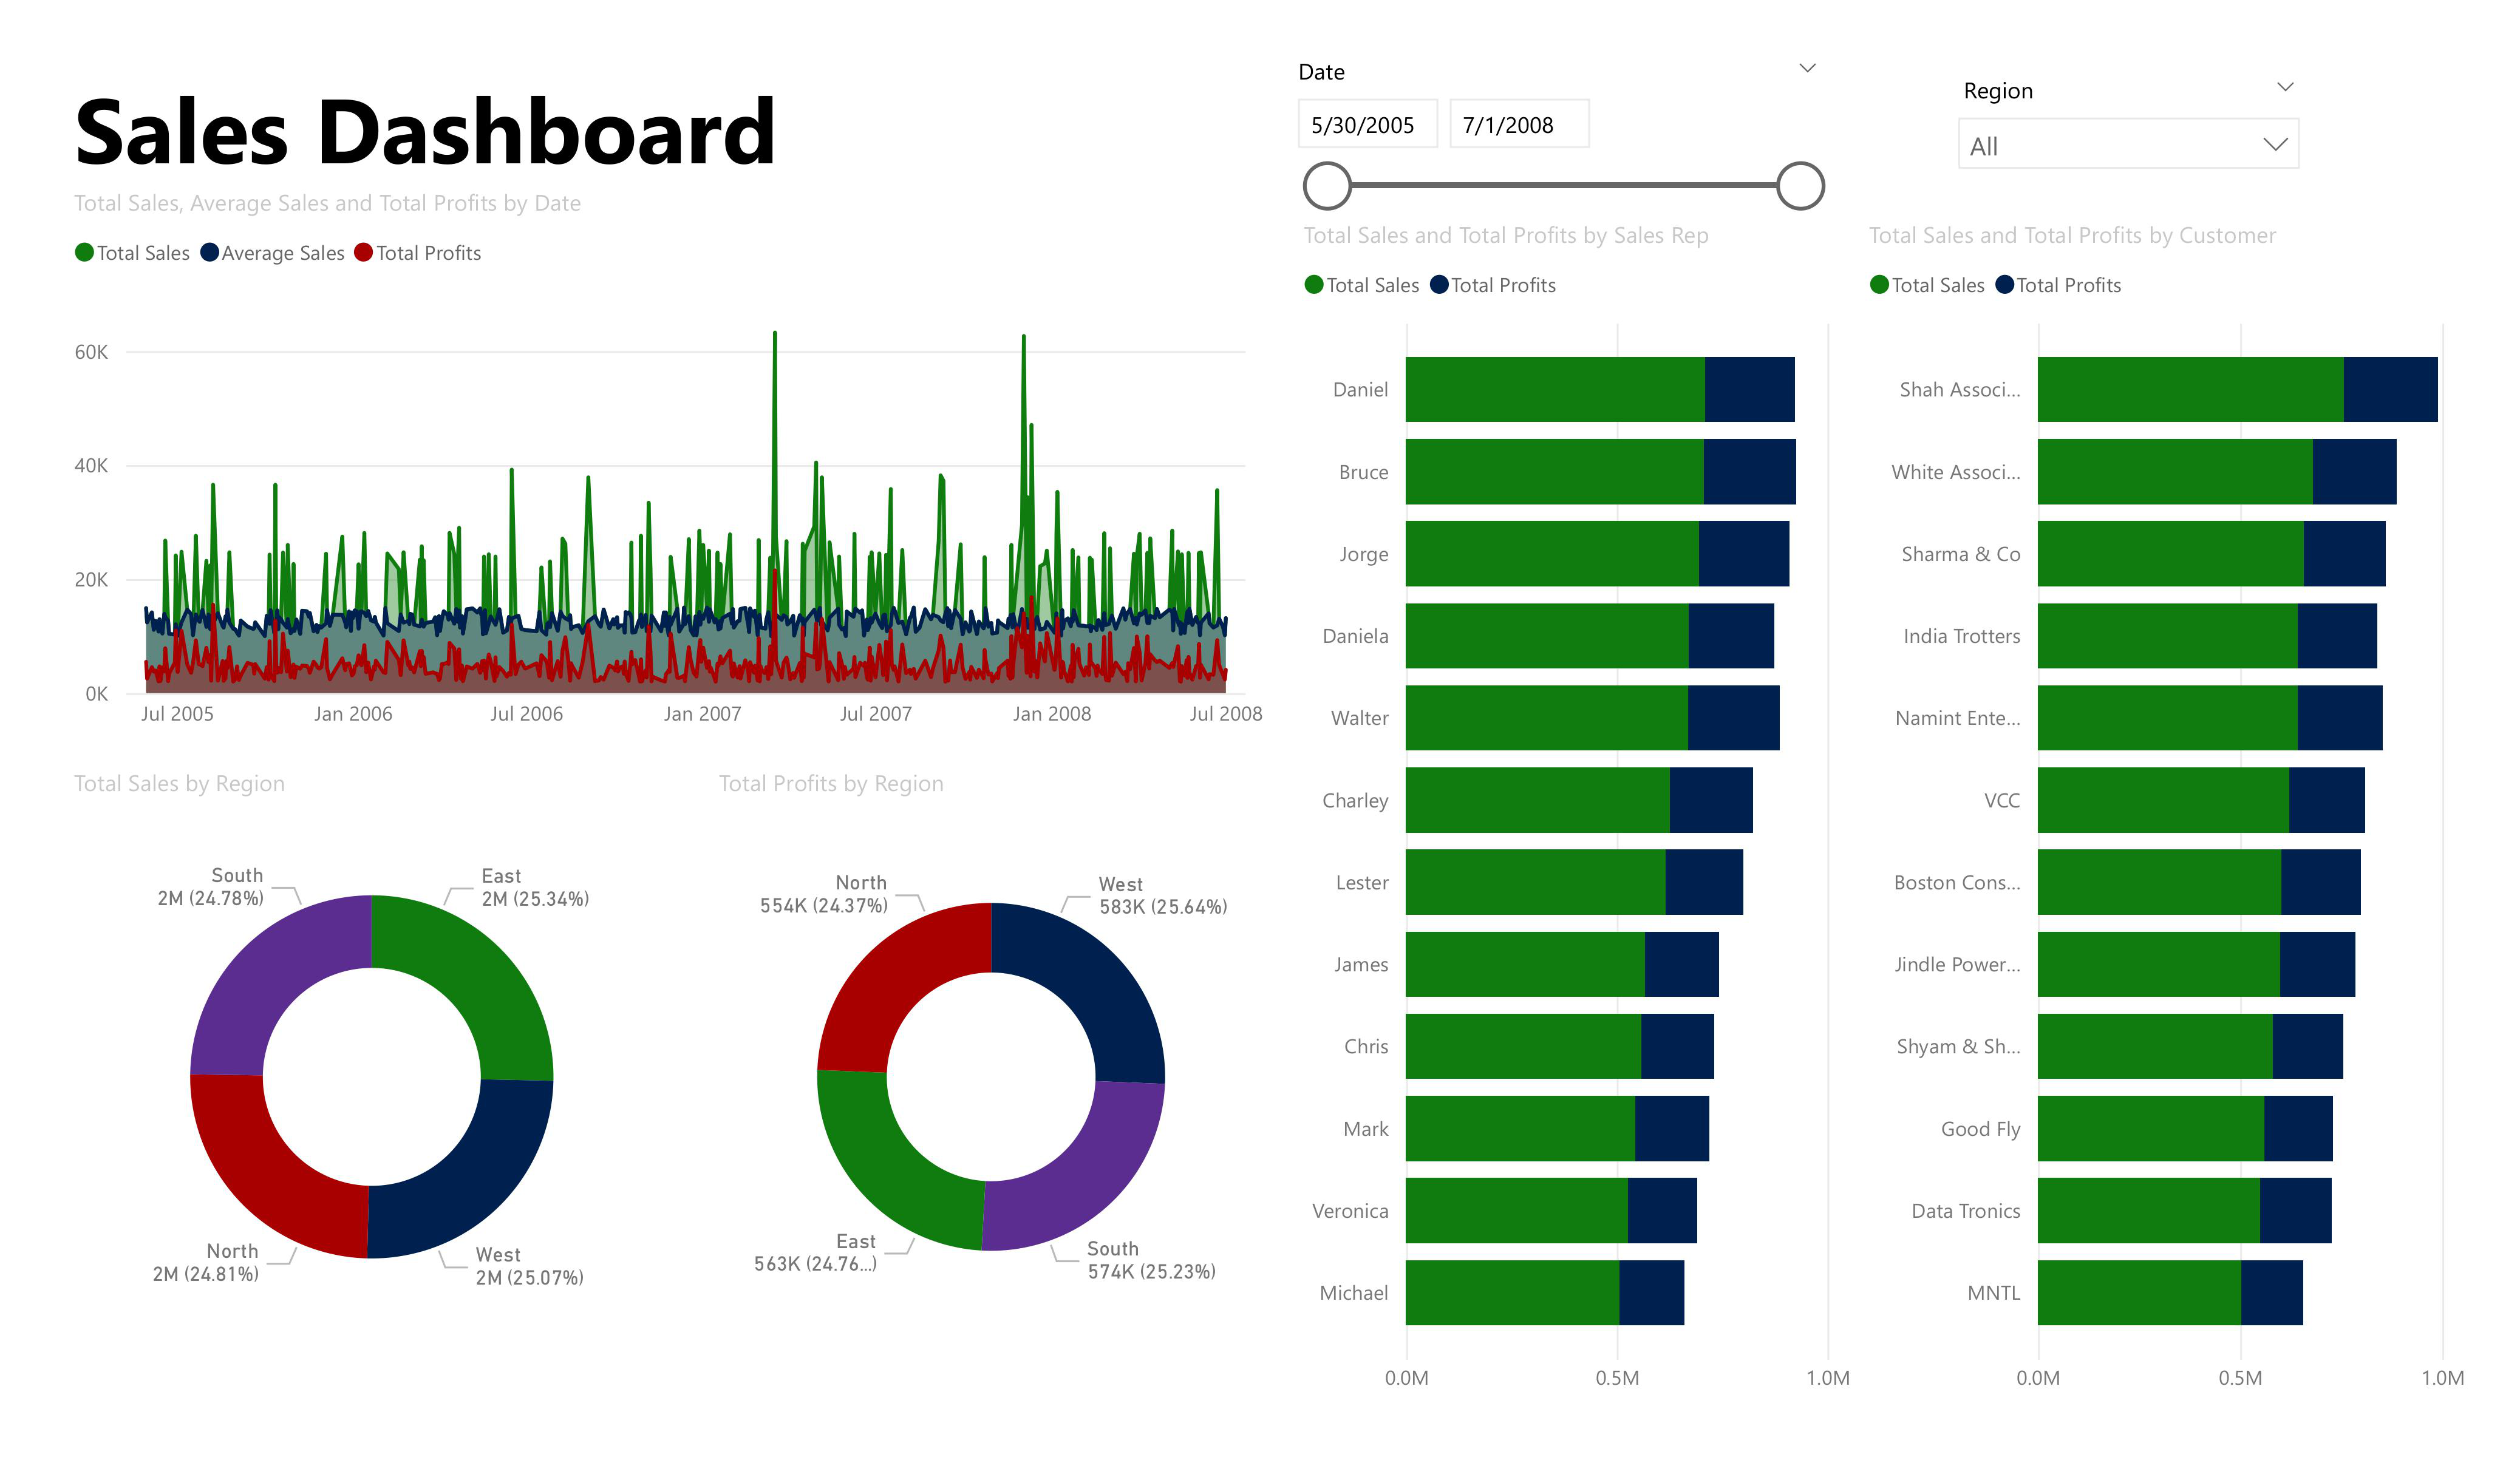 Sales Dashboard
Date
5/30/2005 7/1/2008
Region
All
Total Sales, Average Sales and Total Profits by Date
Total Sales Average Sales Total Profits
60K
40K
20K
0K
Jul 2005 Jan 2006 Jul 2006 Jan 2007 Jul 2007 Jan 2008 Jul 2008
Total Sales by Region
South
2M (24.78%)
East
2M (25.34%)
North
2M (24.81%)
West
2M (25.07%)
Total Profits by Region
North
554K (24.37%)
West
583K (25.64%)
East
563K (24.76...)
South
574K (25.23%)
Total Sales and Total Profits by Sales Rep
Total Sales Total Profits
Daniel
Bruce
Jorge
Daniela
Walter
Charley
Lester
James
Chris
Mark
Veronica
Michael
0.0M 0.5M 1.0M
Total Sales and Total Profits by Customer
Total Sales Total Profits
Shah Associ...
White Associ...
Sharma & Co
India Trotters
Namint Ente...
VCC
Boston Cons...
Jindle Power...
Shyam & Sh...
Good Fly
Data Tronics
MNTL
0.0M 0.5M 1.0M